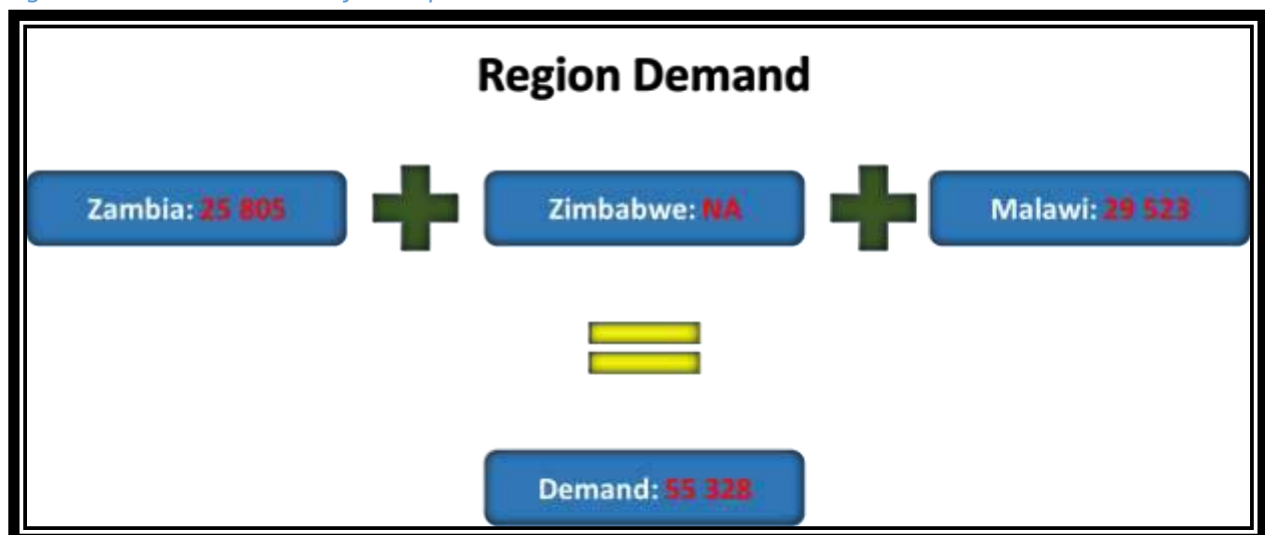 Region Demand
Zambia: 25 805
Zimbabwe: NA
Malawi: 29 523
Demand: 55 328